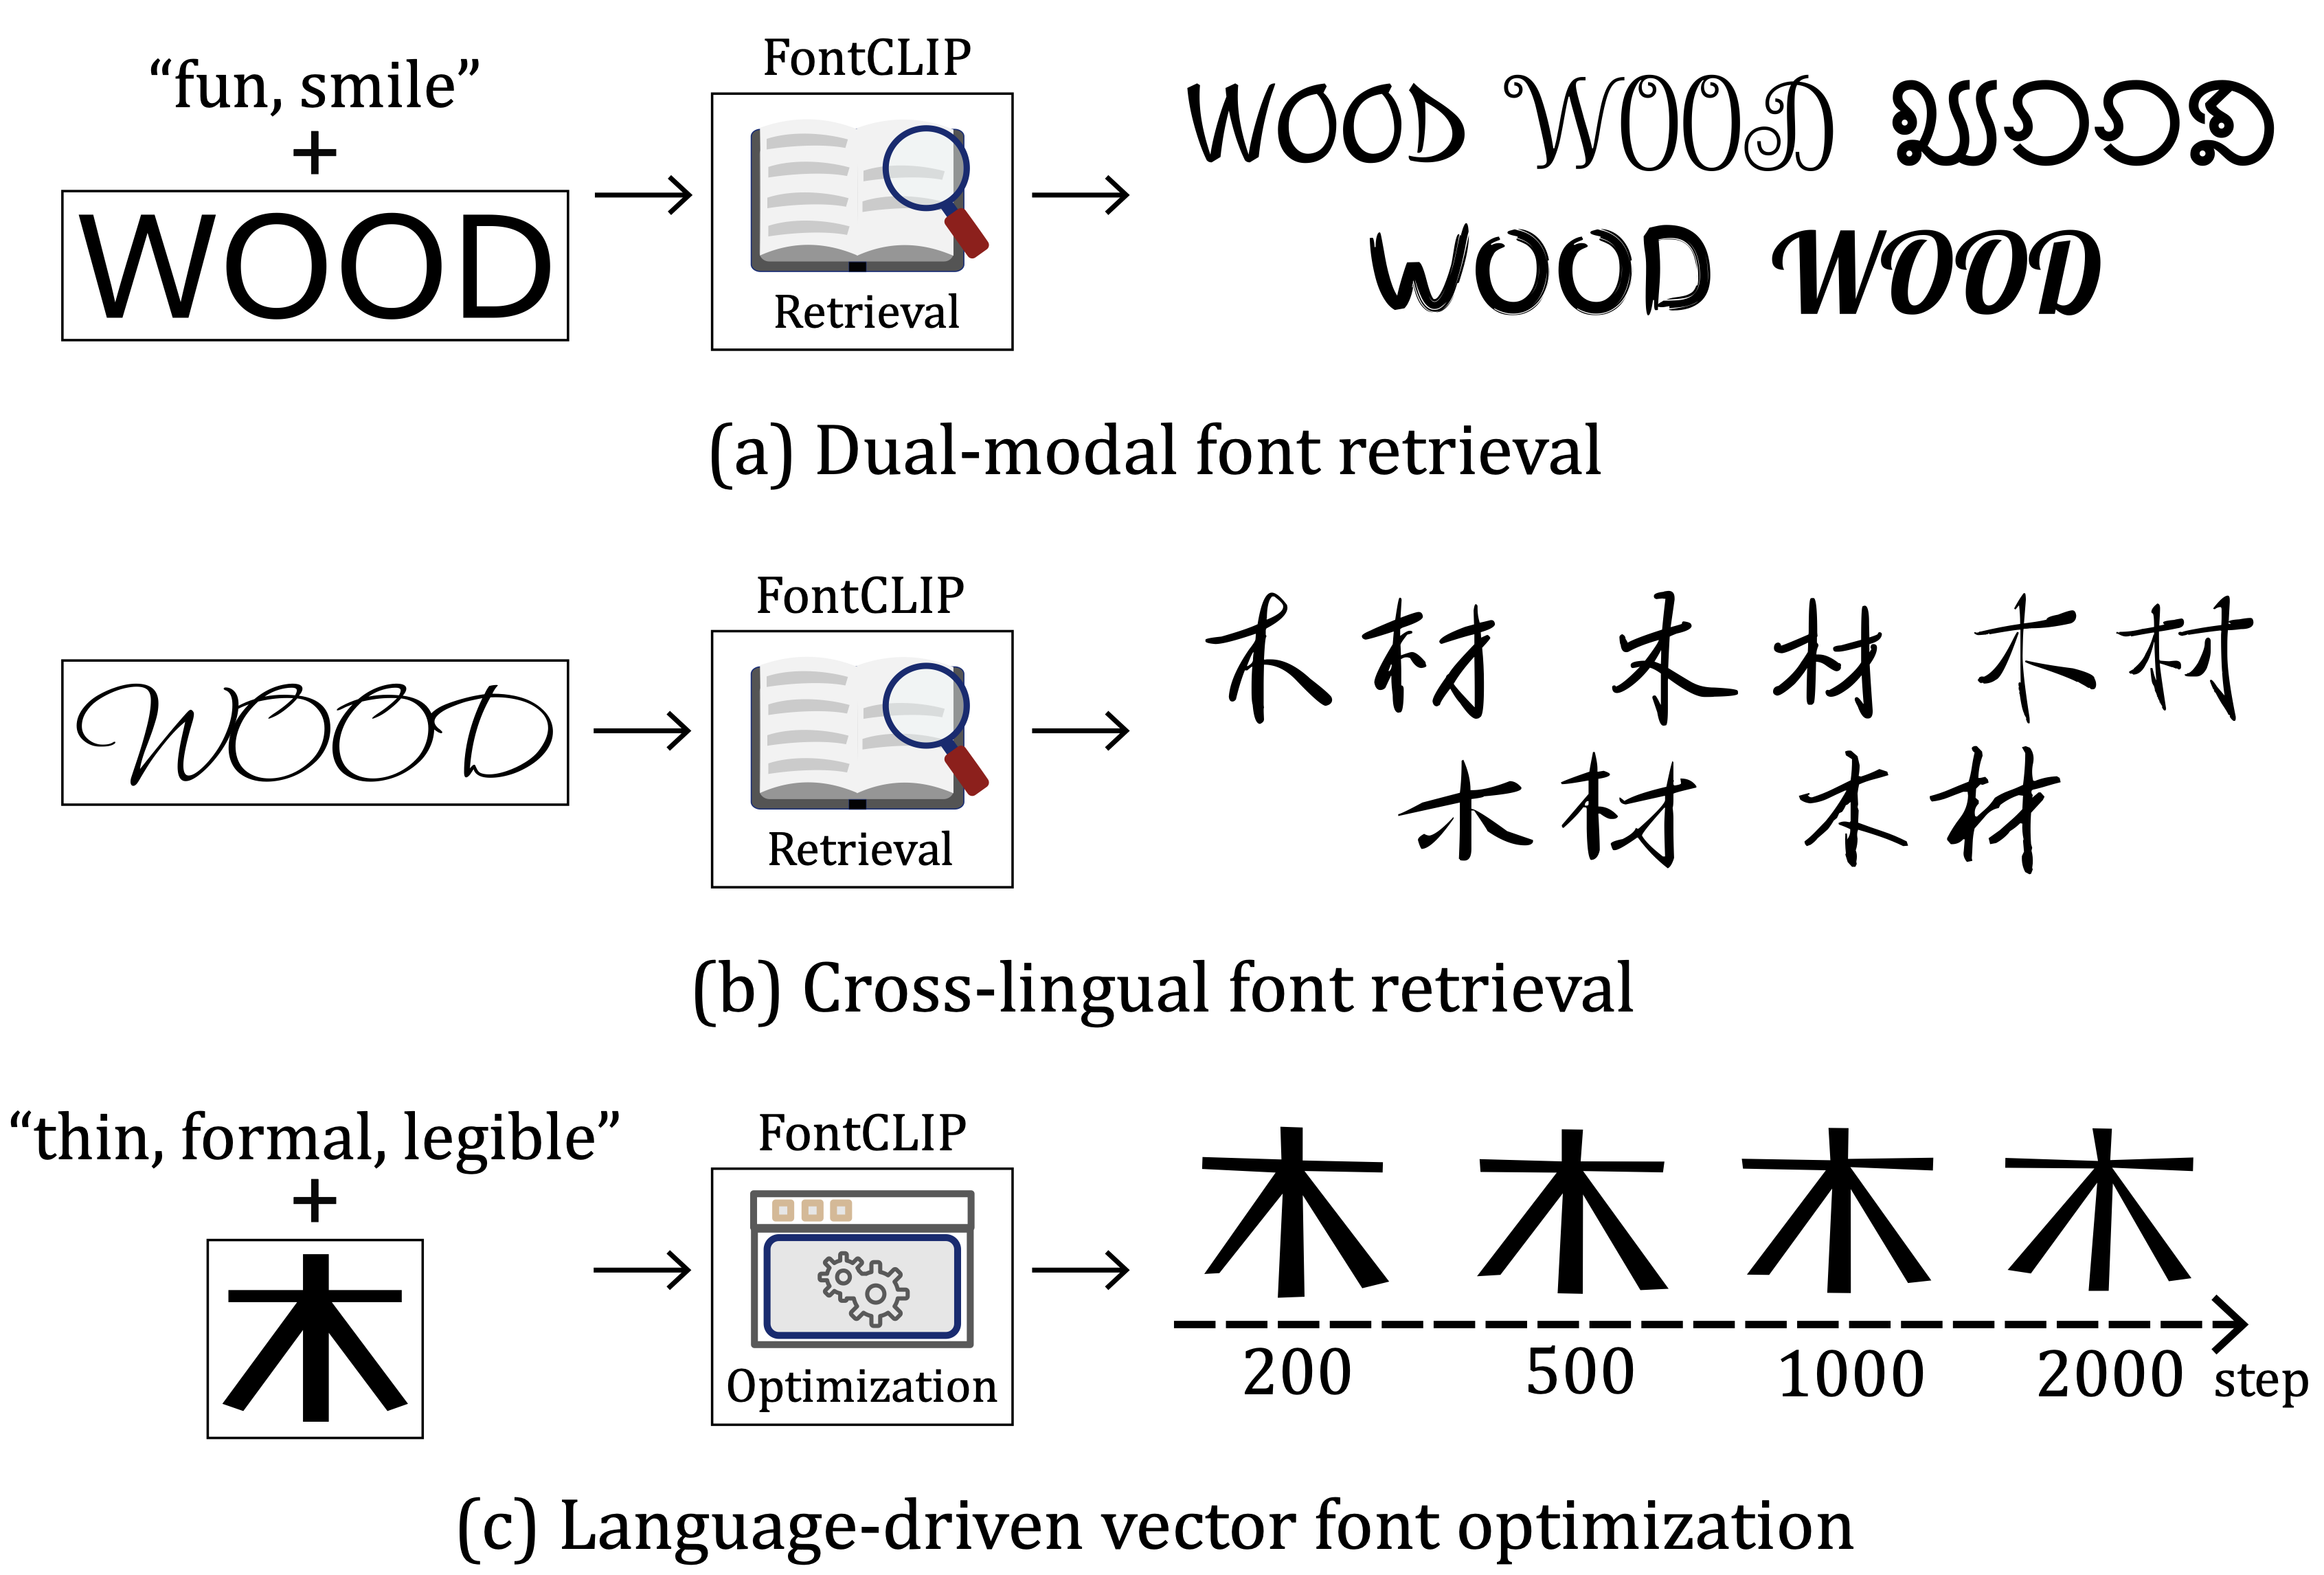 “fun, smile”
+
WOOD
FontCLIP
Retrieval
WOOD WOOD WOOD
WOOD WOOD
(a) Dual-modal font retrieval
WOOD
FontCLIP
Retrieval
木材 木材 木材
木材 木材
(b) Cross-lingual font retrieval
“thin, formal, legible”
+
木
FontCLIP
Optimization
木 木 木 木
200 500 1000 2000 step
(c) Language-driven vector font optimization